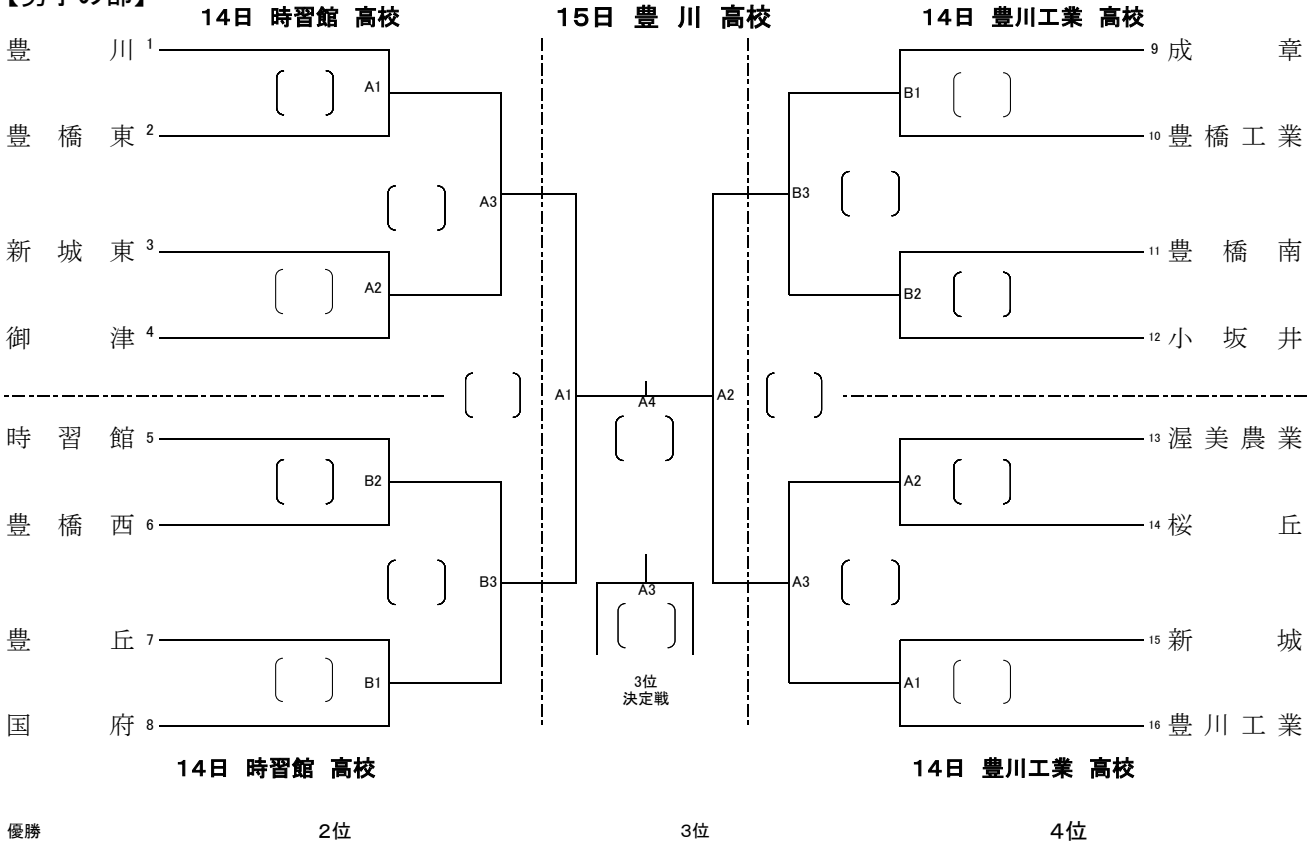 【男子の部】
14日 時習館 高校 15日 豊 川 高校 14日 豊川工業 高校
豊 川 1 9 成 章
A1 B1
豊 橋 東 2 10 豊 橋 工 業
A3 B3
新 城 東 3 11 豊 橋 南
A2 B2
御 津 4 12 小 坂 井
A1 A4 A2
時 習 館 5 13 渥 美 農 業
B2 A2
豊 橋 西 6 14 桜 丘
B3 A3 A3
豊 丘 7 15 新 城
B1 3位 A1
決定戦
国 府 8 16 豊 川 工 業
14日 時習館 高校 14日 豊川工業 高校
優勝 2位 3位 4位